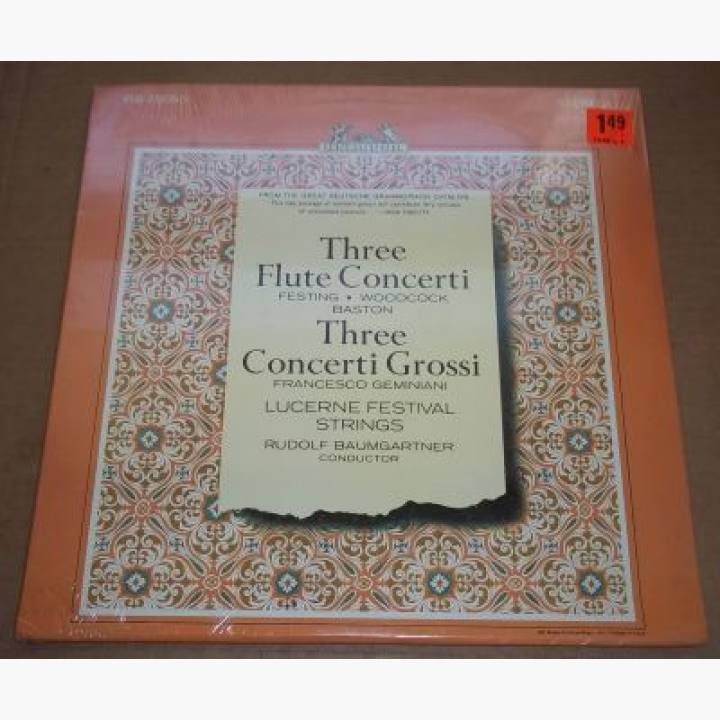 1.49
FROM THE GREAT DEUTSCHE GRAMMOPHON CATALOG
Three
Flute Concerti
FESTING • WOODCOCK
BASTON
Three
Concerti Grossi
FRANCESCO GEMINIANI
LUCERNE FESTIVAL
STRINGS
RUDOLF BAUMGARTNER
CONDUCTOR